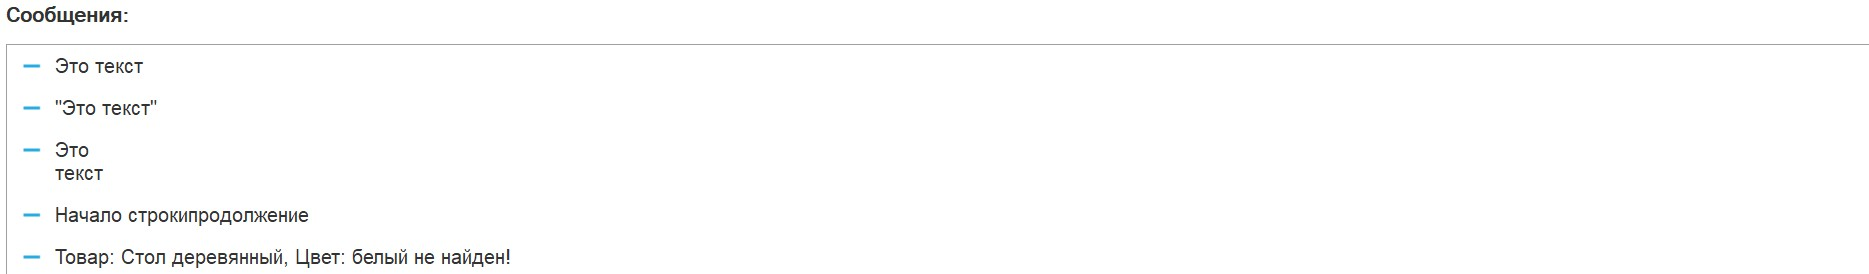 Сообщения:
Это текст
"Это текст"
Это
текст
Начало строкипродолжение
Товар: Стол деревянный, Цвет: белый не найден!